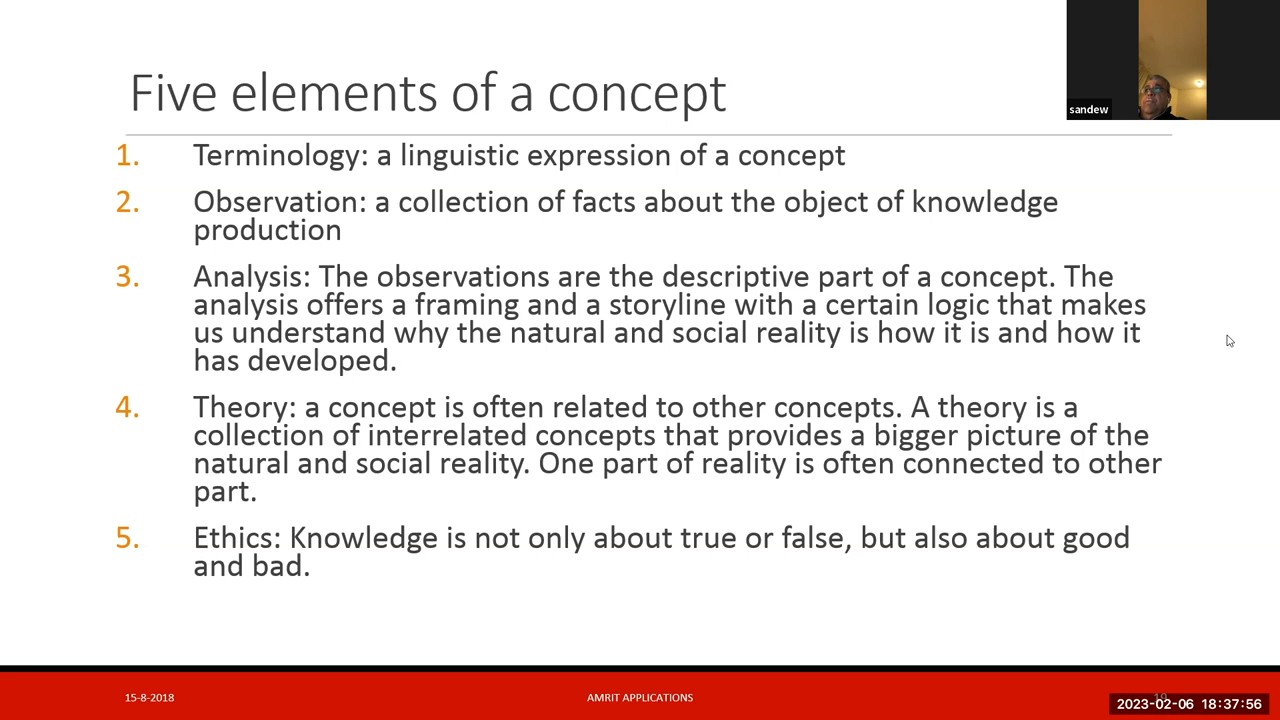 Five elements of a concept
sandew
1. Terminology: a linguistic expression of a concept
2. Observation: a collection of facts about the object of knowledge
production
3. Analysis: The observations are the descriptive part of a concept. The
analysis offers a framing and a storyline with a certain logic that makes
us understand why the natural and social reality is how it is and how it
has developed.
4. Theory: a concept is often related to other concepts. A theory is a
collection of interrelated concepts that provides a bigger picture of the
natural and social reality. One part of reality is often connected to other
part.
5. Ethics: Knowledge is not only about true or false, but also about good
and bad.
15-8-2018
AMRIT APPLICATIONS
2023-02-06 18:37:56